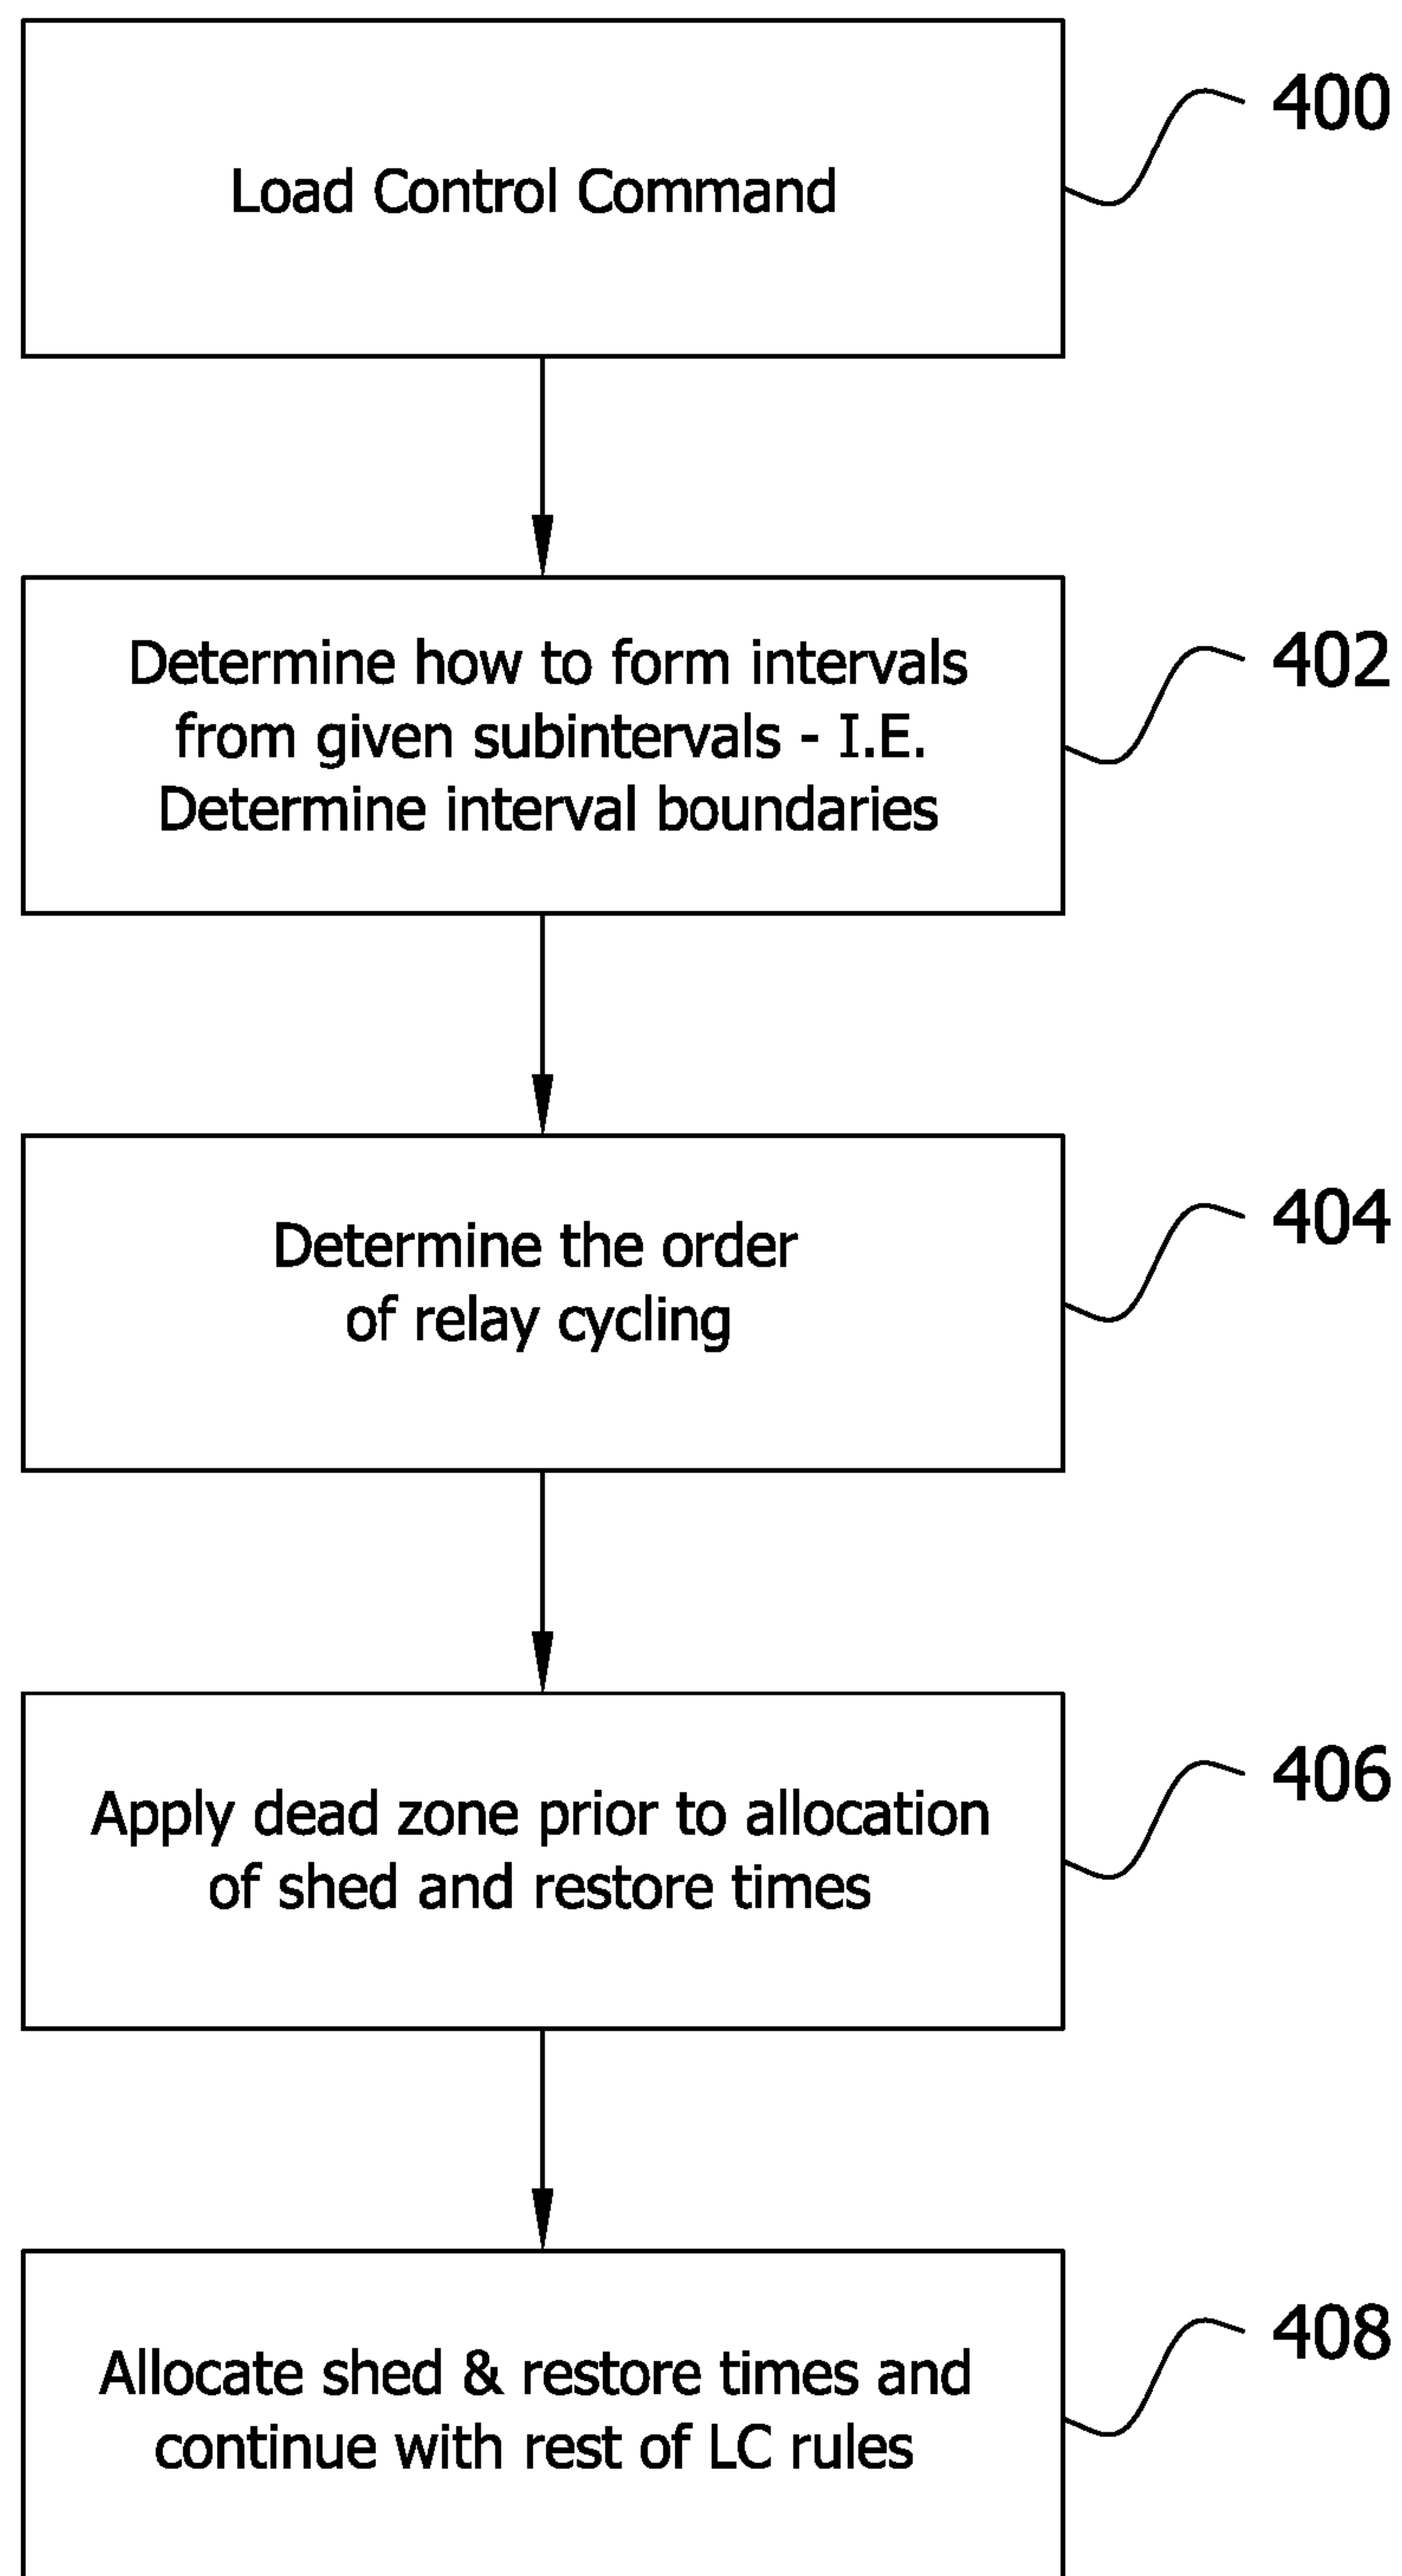 Load Control Command
400
Determine how to form intervals
from given subintervals - I.E.
Determine interval boundaries
402
Determine the order
of relay cycling
404
Apply dead zone prior to allocation
of shed and restore times
406
Allocate shed & restore times and
continue with rest of LC rules
408